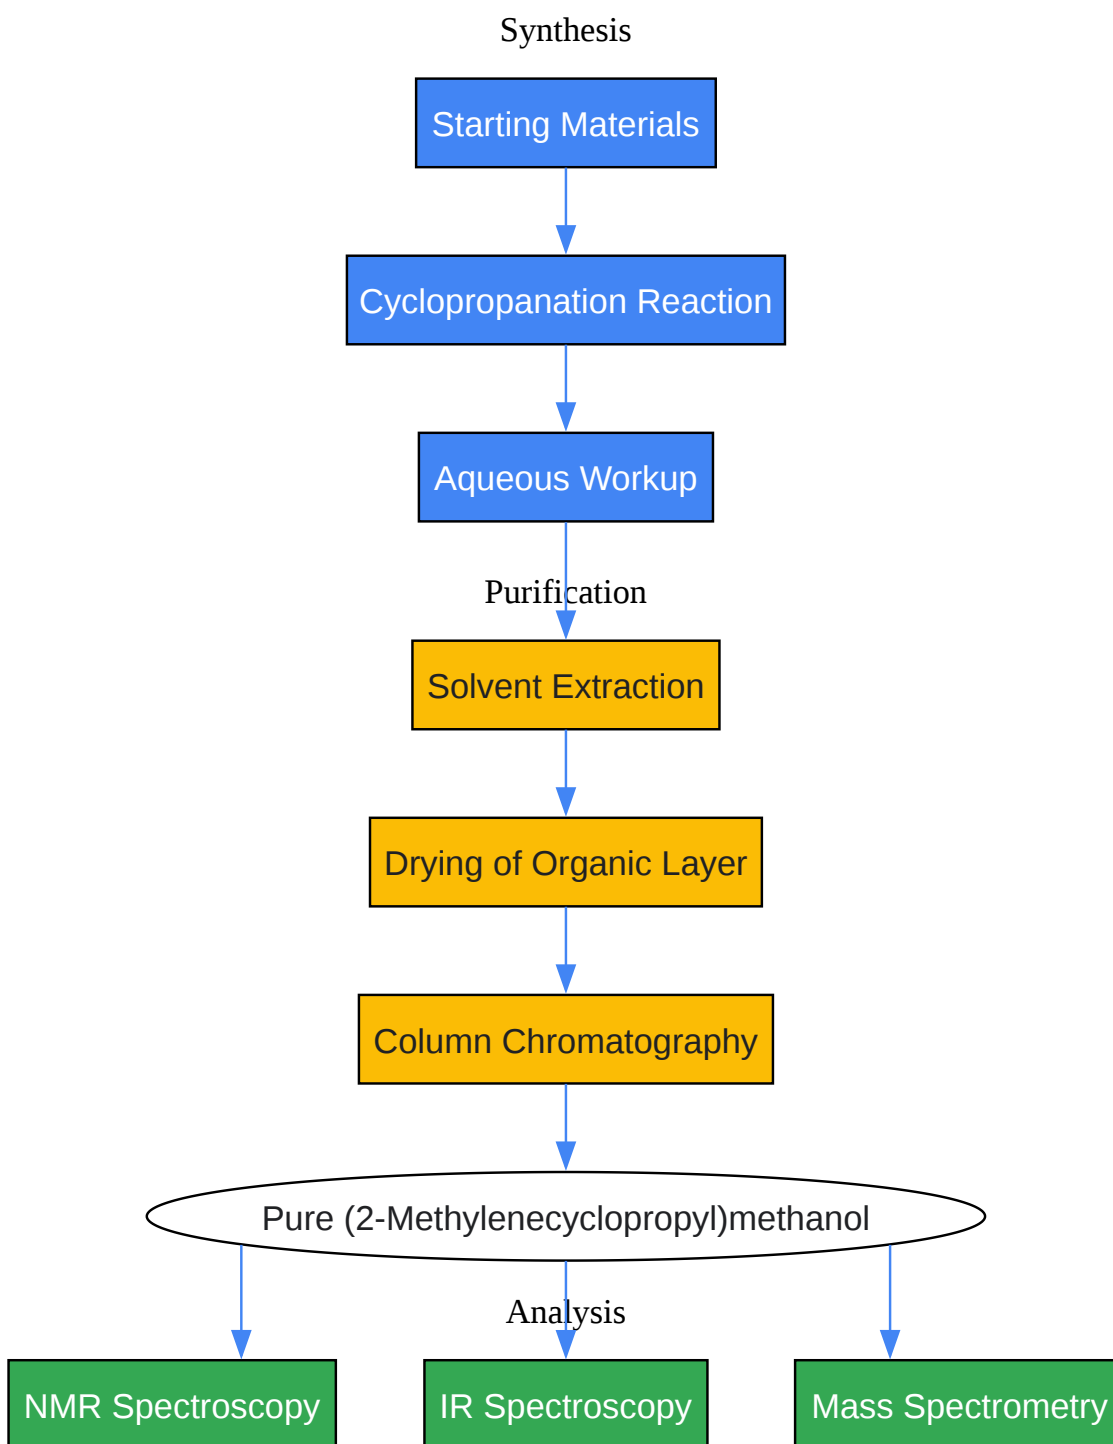 Synthesis
Starting Materials
Cyclopropanation Reaction
Aqueous Workup
Purification
Solvent Extraction
Drying of Organic Layer
Column Chromatography
Pure (2-Methylenecyclopropyl)methanol
Analysis
NMR Spectroscopy
IR Spectroscopy
Mass Spectrometry